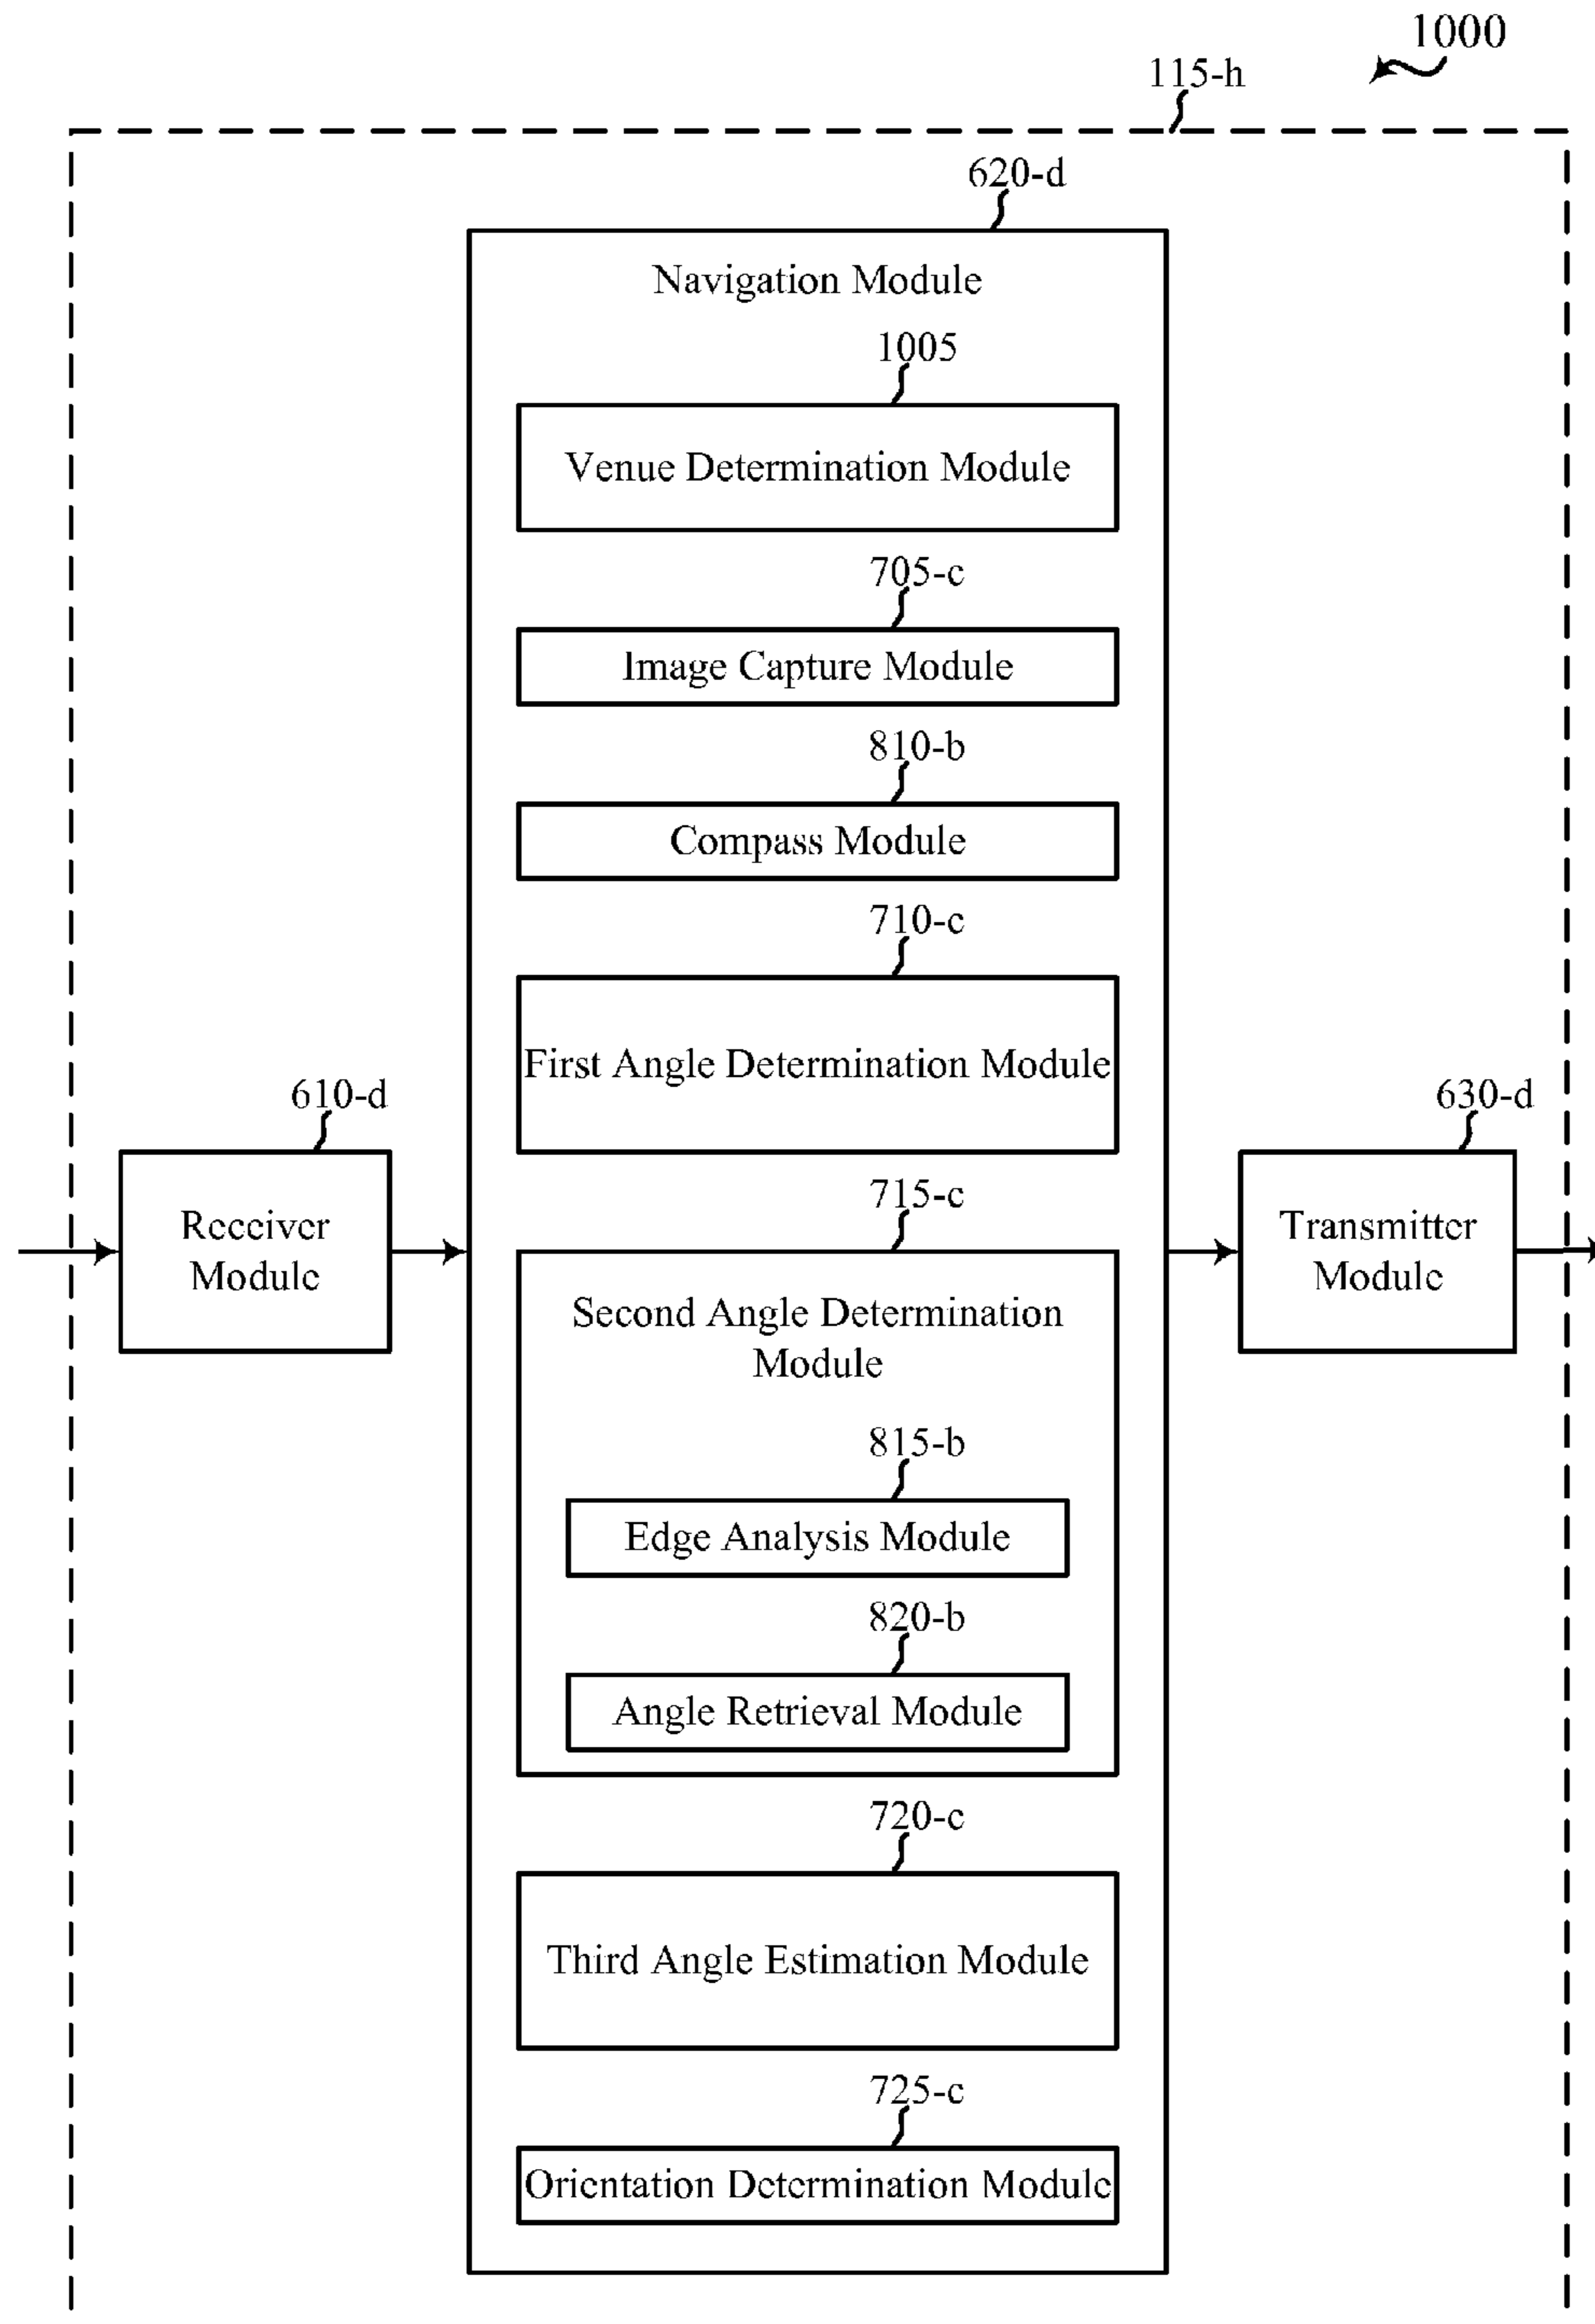 1000
115-h
620-d
Navigation Module
1005
Venue Determination Module
705-c
Image Capture Module
810-b
Compass Module
710-c
First Angle Determination Module
610-d
Receiver
Module
630-d
Transmitter
Module
715-c
Second Angle Determination
Module
815-b
Edge Analysis Module
820-b
Angle Retrieval Module
720-c
Third Angle Estimation Module
725-c
Orientation Determination Module